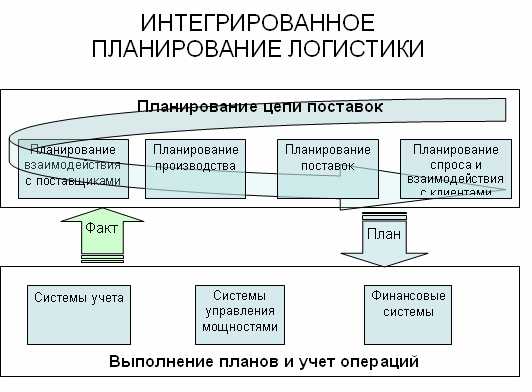 ИНТЕГРИРОВАННОЕ
ПЛАНИРОВАНИЕ ЛОГИСТИКИ
Планирование цепи поставок
Планирование
взаимодействия
с поставщиками
Планирование
производства
Планирование
поставок
Планирование
спроса и
взаимодействия
с клиентами
Факт
План
Системы учета
Системы
управления
мощностями
Финансовые
системы
Выполнение планов и учет операций